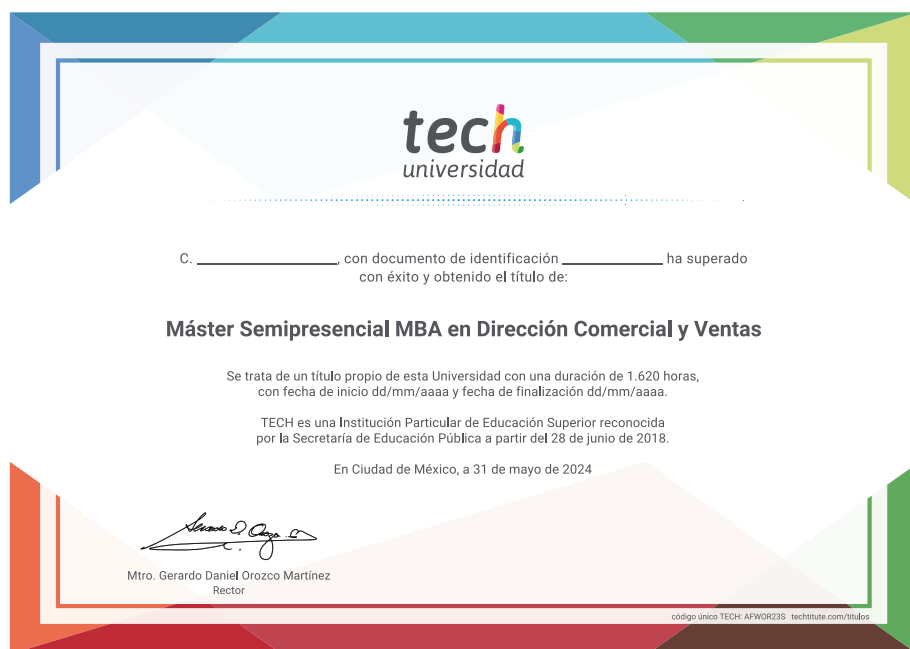 tech
universidad
C. ____________, con documento de identificación ____________ ha superado
con éxito y obtenido el título de:
Máster Semipresencial MBA en Dirección Comercial y Ventas
Se trata de un título propio de esta Universidad con una duración de 1.620 horas,
con fecha de inicio dd/mm/aaaa y fecha de finalización dd/mm/aaaa.
TECH es una Institución Particular de Educación Superior reconocida
por la Secretaría de Educación Pública a partir del 28 de junio de 2018.
En Ciudad de México, a 31 de mayo de 2024
Mtro. Gerardo Daniel Orozco Martínez
Rector
código único TECH: AFWOR23S techtitute.com/titulos